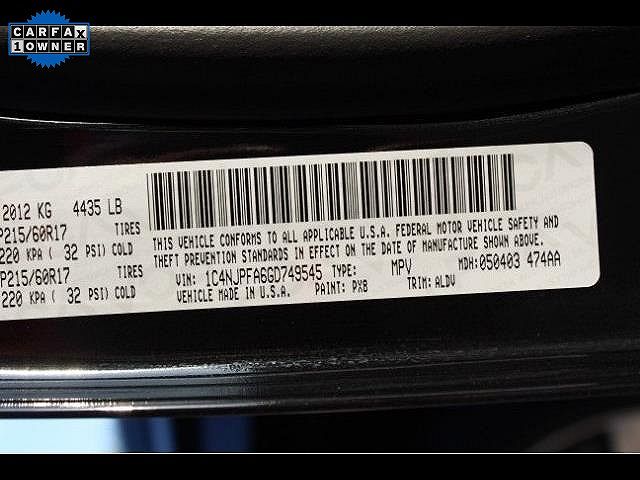 CARFAX
1 OWNER
2012 KG 4435 LB
P215/60R17 TIRES
220 KPA ( 32 PSI) COLD
P215/60R17 TIRES
220 KPA ( 32 PSI) COLD
THIS VEHICLE CONFORMS TO ALL APPLICABLE U.S.A. FEDERAL MOTOR VEHICLE SAFETY AND
THEFT PREVENTION STANDARDS IN EFFECT ON THE DATE OF MANUFACTURE SHOWN ABOVE.
VIN: 1C4NJPFA6GD749545 TYPE: MPV MDH:050403 474AA
VEHICLE MADE IN U.S.A. PAINT: PX8 TRIM: ALDV